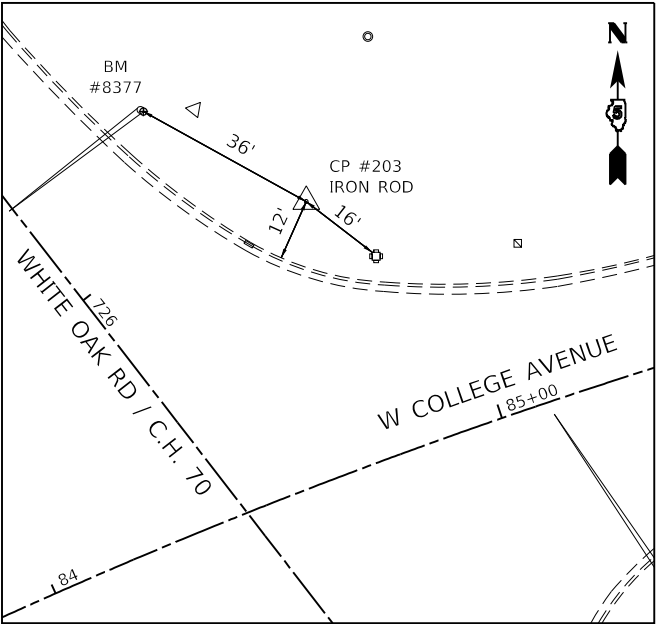 N
BM
#8377
5
36'
CP #203
IRON ROD
12'
16'
WHITE OAK RD / C.H. 70
726
W COLLEGE AVENUE
85+00
84